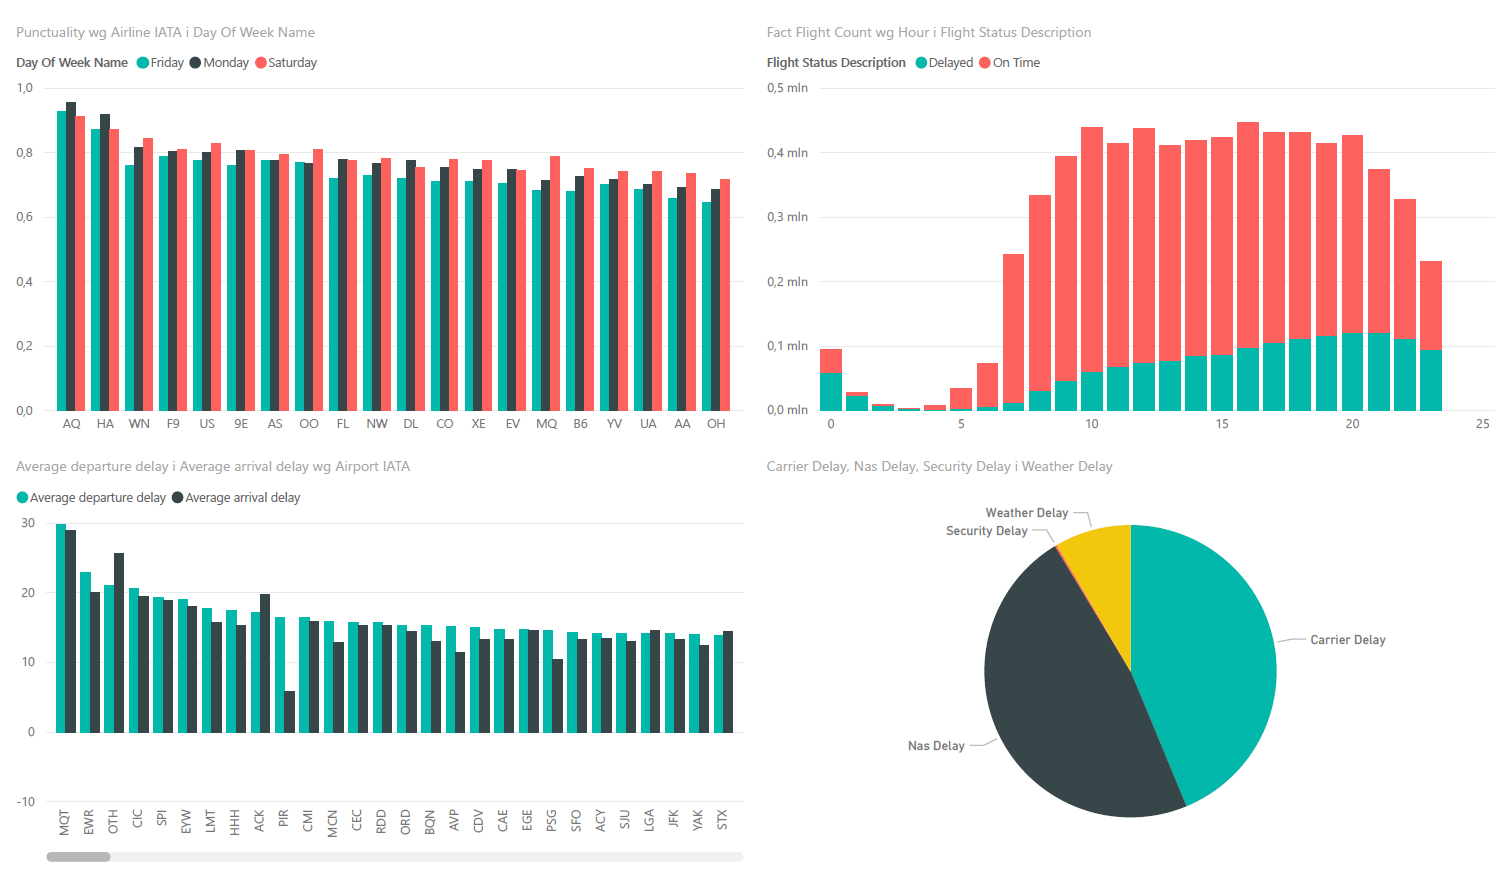 Punctuality wg Airline IATA i Day Of Week Name
Day Of Week Name Friday Monday Saturday
1,0
0,8
0,6
0,4
0,2
0,0
AQ HA WN F9 US 9E AS OO FL NW DL CO XE EV MQ B6 YV UA AA OH
Fact Flight Count wg Hour i Flight Status Description
Flight Status Description Delayed On Time
0,5 mln
0,4 mln
0,3 mln
0,2 mln
0,1 mln
0,0 mln
0 5 10 15 20 25
Average departure delay i Average arrival delay wg Airport IATA
Average departure delay Average arrival delay
30
20
10
0
-10
MQT EWR OTH CIC SPI EYW LMT HHH ACK PIR CMI MCN CEC RDD ORD BQN AVP CDV CAE EGE PSG SFO ACY SJU LGA JFK YAK STX
Carrier Delay, Nas Delay, Security Delay i Weather Delay
Weather Delay
Security Delay
Carrier Delay
Nas Delay